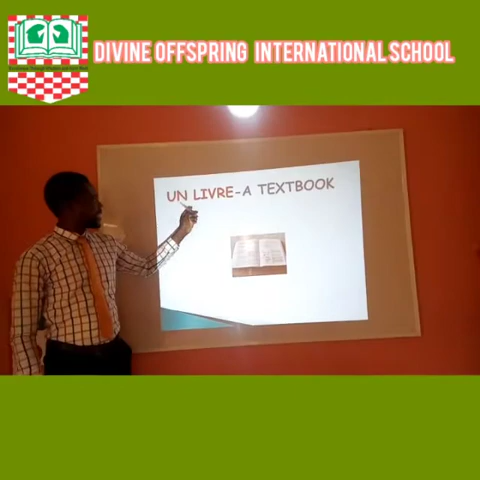 DIVINE OFFSPRING INTERNATIONAL SCHOOL
UN LIVRE-A TEXTBOOK